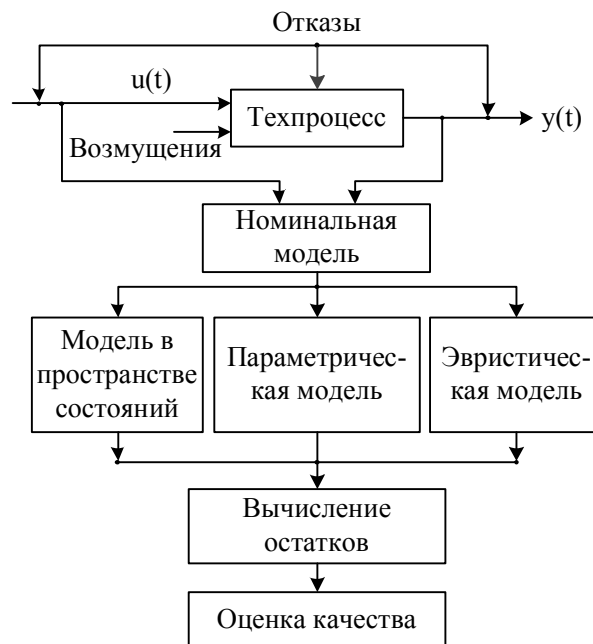 Отказы
u(t)
Техпроцесс
y(t)
Возмущения
Номинальная
модель
Модель в
пространстве
состояний
Параметричес-
кая модель
Эвристичес-
кая модель
Вычисление
остатков
Оценка качества